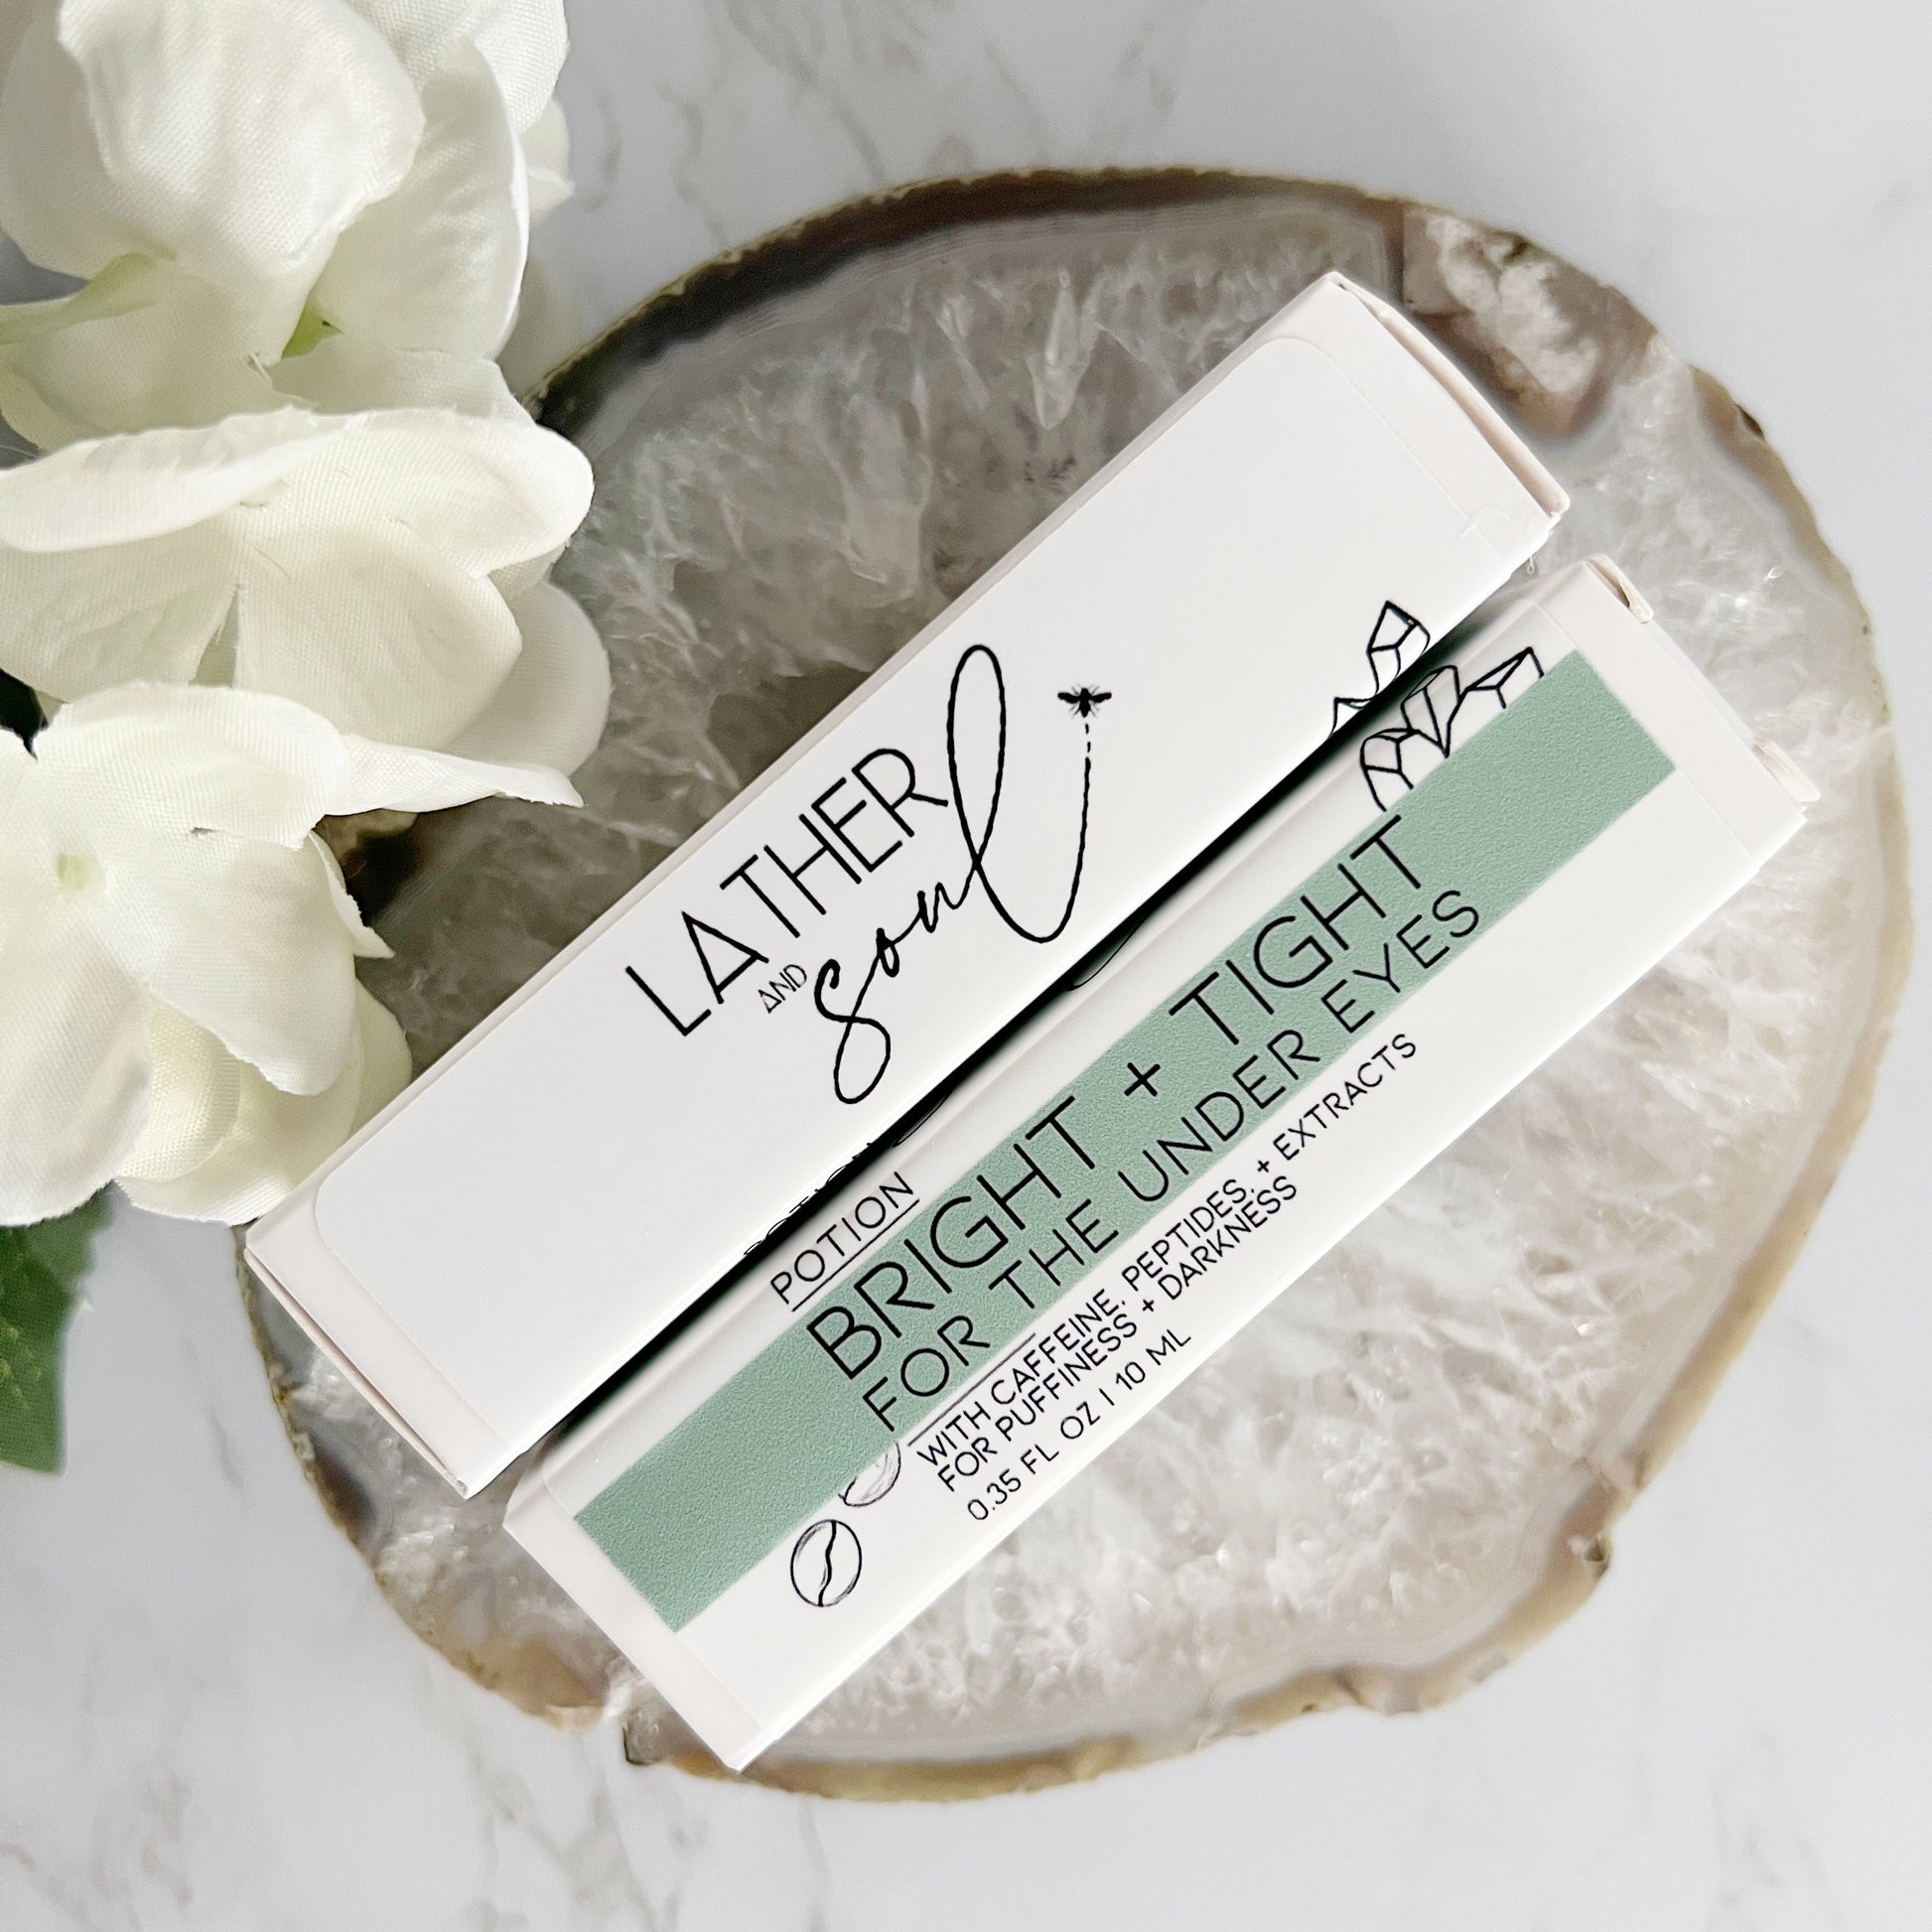 LATHER
AND
soul
POTION
BRIGHT + TIGHT
FOR THE UNDER EYES
WITH CAFFEINE, PEPTIDES, + EXTRACTS
FOR PUFFINESS + DARKNESS
0.35 FL OZ | 10 ML